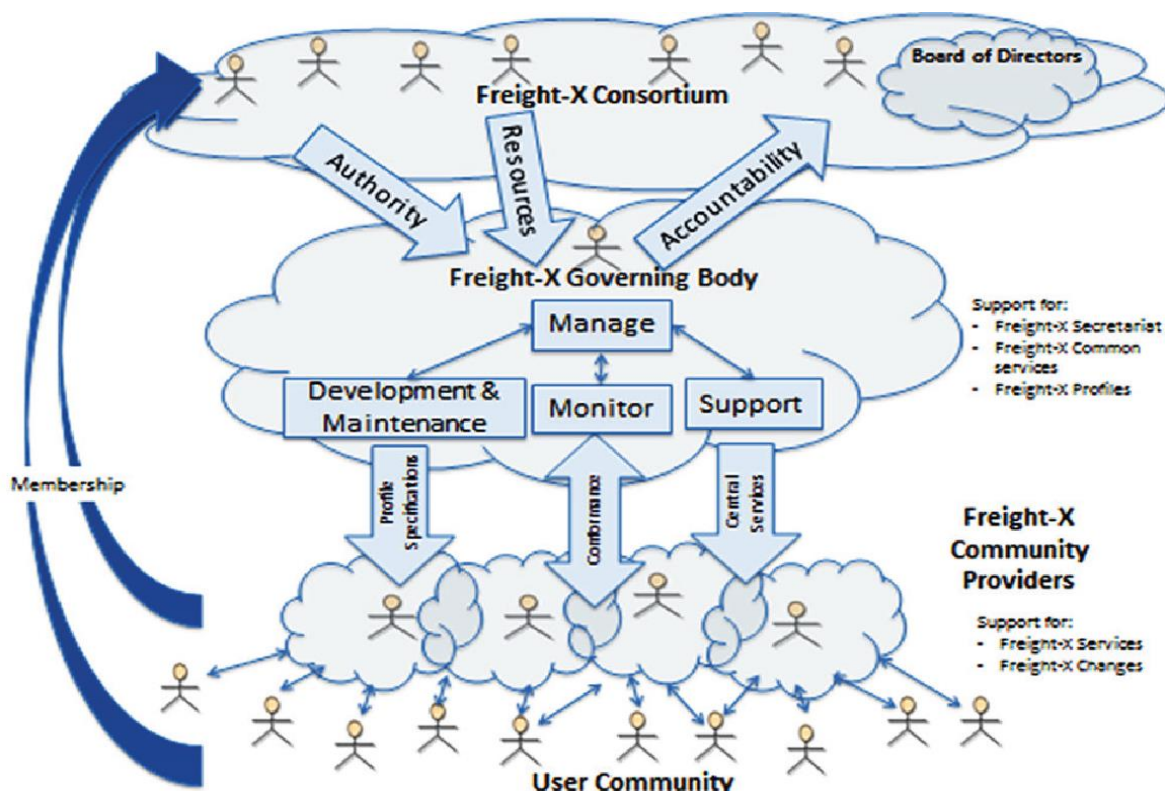 Board of Directors
Freight-X Consortium
Authority
Resources
Accountability
Freight-X Governing Body
Manage
Development &
Maintenance
Monitor
Support
Support for:
- Freight-X Secretariat
- Freight-X Common
services
- Freight-X Profiles
Membership
Profile
Specifications
Conformance
Central
Services
Freight-X
Community
Providers
Support for:
- Freight-X Services
- Freight-X Changes
User Community